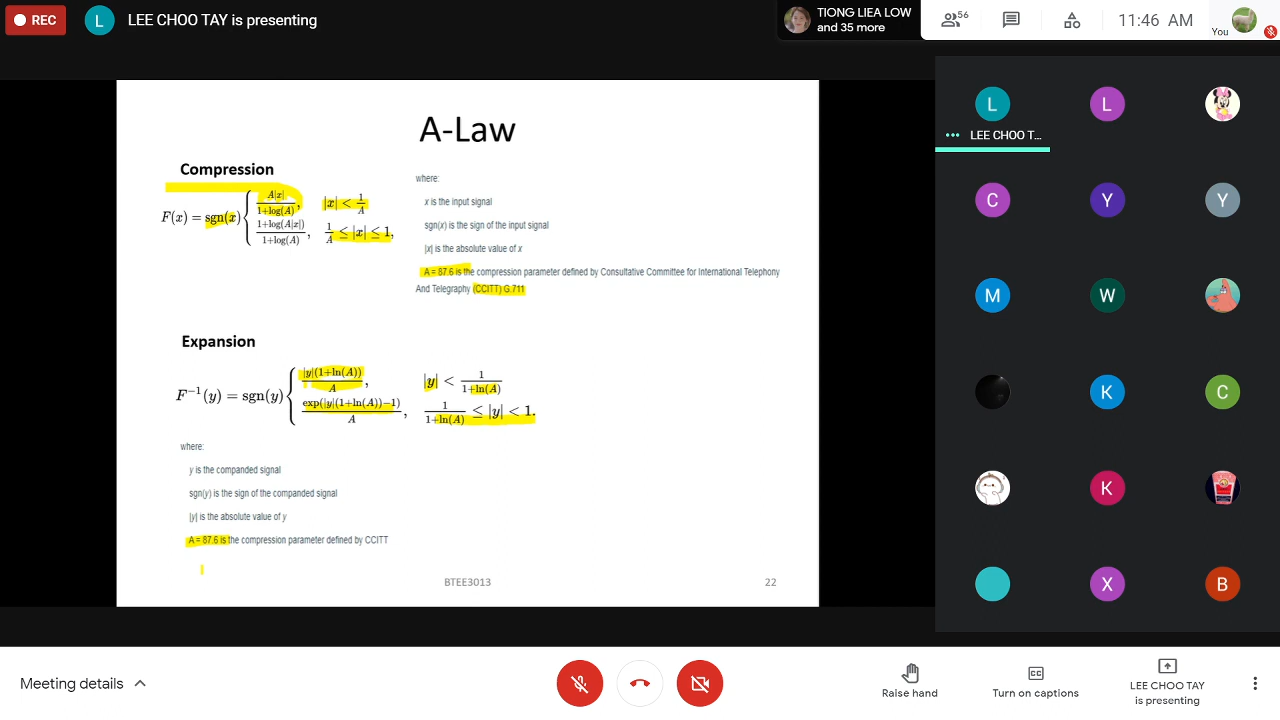 REC
L
LEE CHOO TAY is presenting
TIONG LIEA LOW
and 35 more
56
11:46 AM
You
A-Law
Compression
F(x) = sgn(x) { A|x| / 1+log(A), |x| < 1/A
1+log(A|x|) / 1+log(A), 1/A ≤ |x| ≤ 1,
where:
x is the input signal
sgn(x) is the sign of the input signal
|x| is the absolute value of x
A = 87.6 is the compression parameter defined by Consultative Committee for International Telephony
And Telegraphy (CCITT) G.711
Expansion
F⁻¹(y) = sgn(y) { |y|(1+ln(A)) / A, |y| < 1 / 1+ln(A)
exp(|y|(1+ln(A))−1) / A, 1 / 1+ln(A) ≤ |y| < 1.
where:
y is the companded signal
sgn(y) is the sign of the companded signal
|y| is the absolute value of y
A = 87.6 is the compression parameter defined by CCITT
BTEE3013
22
L
L
LEE CHOO T...
C
Y
Y
M
W
K
C
K
X
B
Meeting details
Raise hand
CC
Turn on captions
LEE CHOO TAY
is presenting